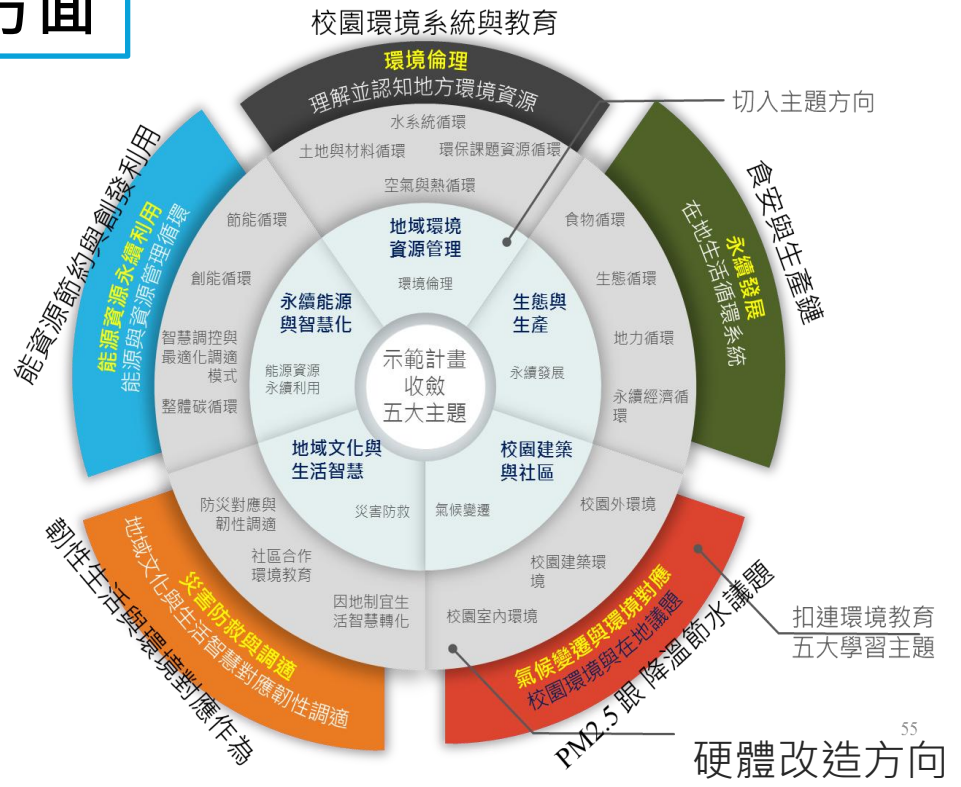 方面
校園環境系統與教育
環境倫理
理解並認知地方環境資源
水系統循環
土地與材料循環
環保課題資源循環
空氣與熱循環
切入主題方向
地域環境
資源管理
環境倫理
食安與生產鏈
永續發展
在地生活循環系統
食物循環
生態循環
地力循環
永續經濟循
環
生態與
生產
永續發展
PM2.5 跟 降溫節水議題
氣候變遷與環境對應
校園環境與在地議題
校園外環境
校園建築環
境
校園室內環境
校園建築
與社區
氣候變遷
韌性生活與環境對應作為
災害防救與調適
地域文化與生活智慧對應韌性調適
防災對應與
韌性調適
社區合作
環境教育
因地制宜生
活智慧轉化
地域文化與
生活智慧
災害防救
能資源節約與創發利用
能源資源永續利用
能源與資源管理循環
節能循環
創能循環
智慧調控與
最適化調適
模式
整體碳循環
永續能源
與智慧化
能源資源
永續利用
示範計畫
收斂
五大主題
扣連環境教育
五大學習主題
硬體改造方向
55